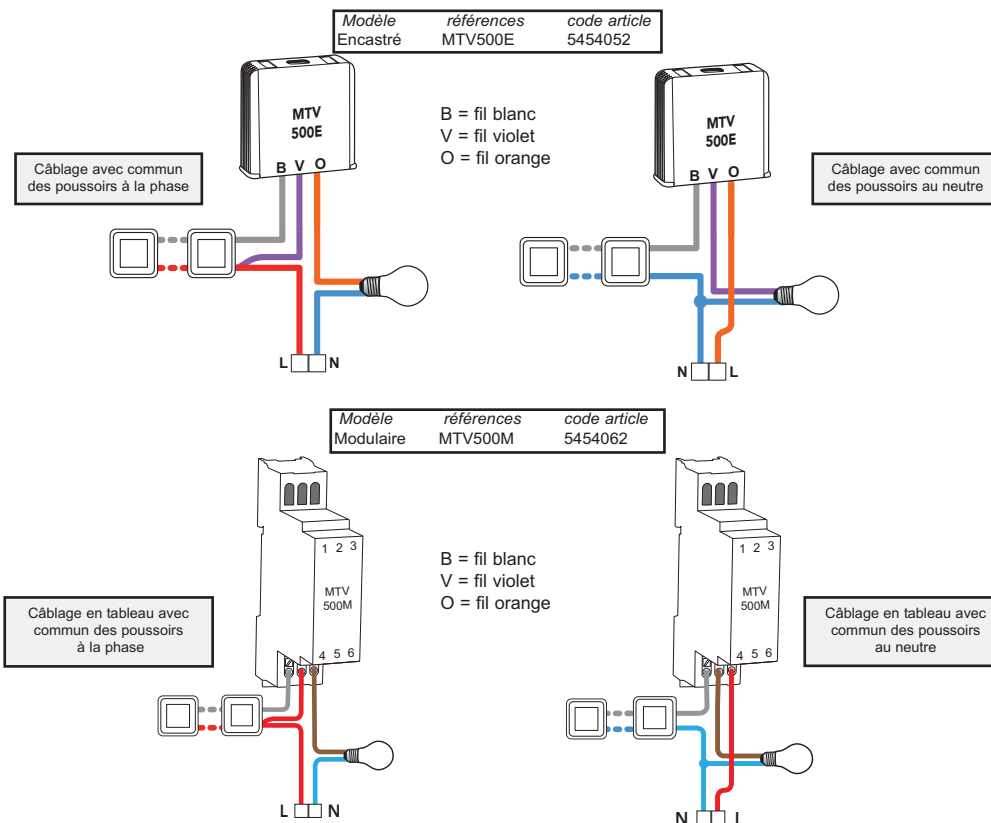 Modèle références code article
Encastré MTV500E 5454052
MTV
500E
B V O
Câblage avec commun
des poussoirs à la phase
L N
B = fil blanc
V = fil violet
O = fil orange
MTV
500E
B V O
Câblage avec commun
des poussoirs au neutre
N L
Modèle références code article
Modulaire MTV500M 5454062
1 2 3
MTV
500M
4 5 6
Câblage en tableau avec
commun des poussoirs
à la phase
L N
B = fil blanc
V = fil violet
O = fil orange
1 2 3
MTV
500M
4 5 6
Câblage en tableau avec
commun des poussoirs
au neutre
N L